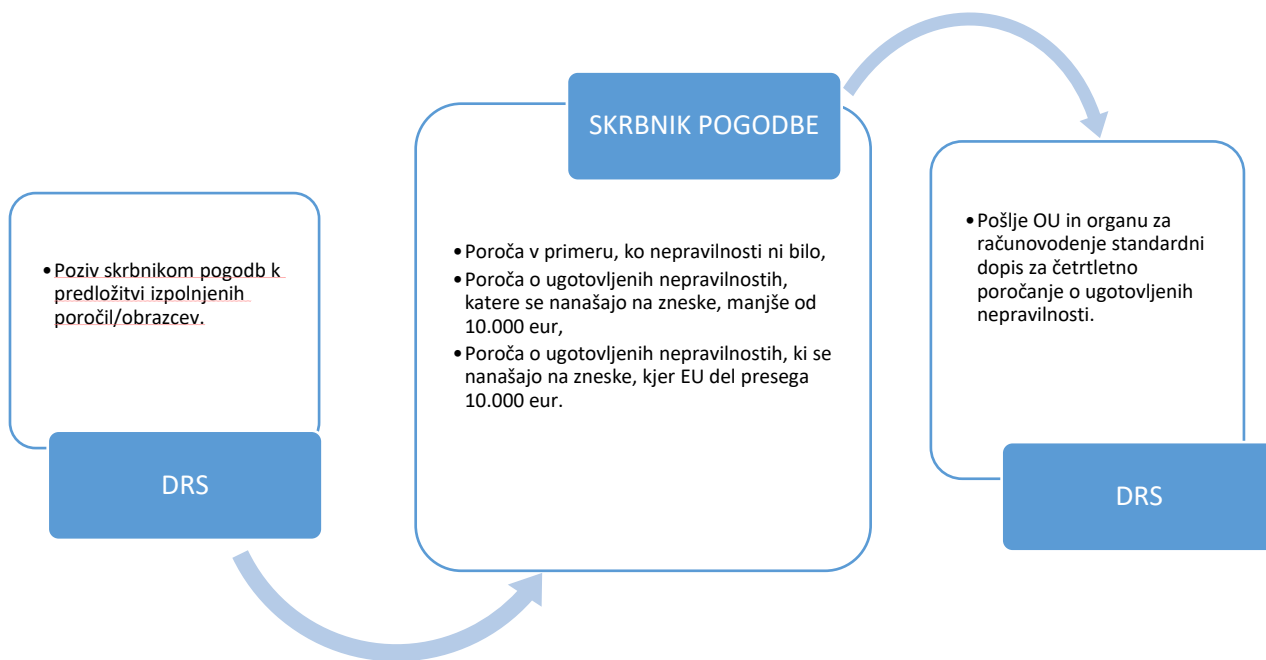 •Poziv skrbnikom pogodb k
predložitvi izpolnjenih
poročil/obrazcev.
DRS
SKRBNIK POGODBE
•Poroča v primeru, ko nepravilnosti ni bilo,
•Poroča o ugotovljenih nepravilnostih,
katere se nanašajo na zneske, manjše od
10.000 eur,
•Poroča o ugotovljenih nepravilnostih, ki se
nanašajo na zneske, kjer EU del presega
10.000 eur.
•Pošlje OU in organu za
računovodenje standardni
dopis za četrtletno
poročanje o ugotovljenih
nepravilnosti.
DRS